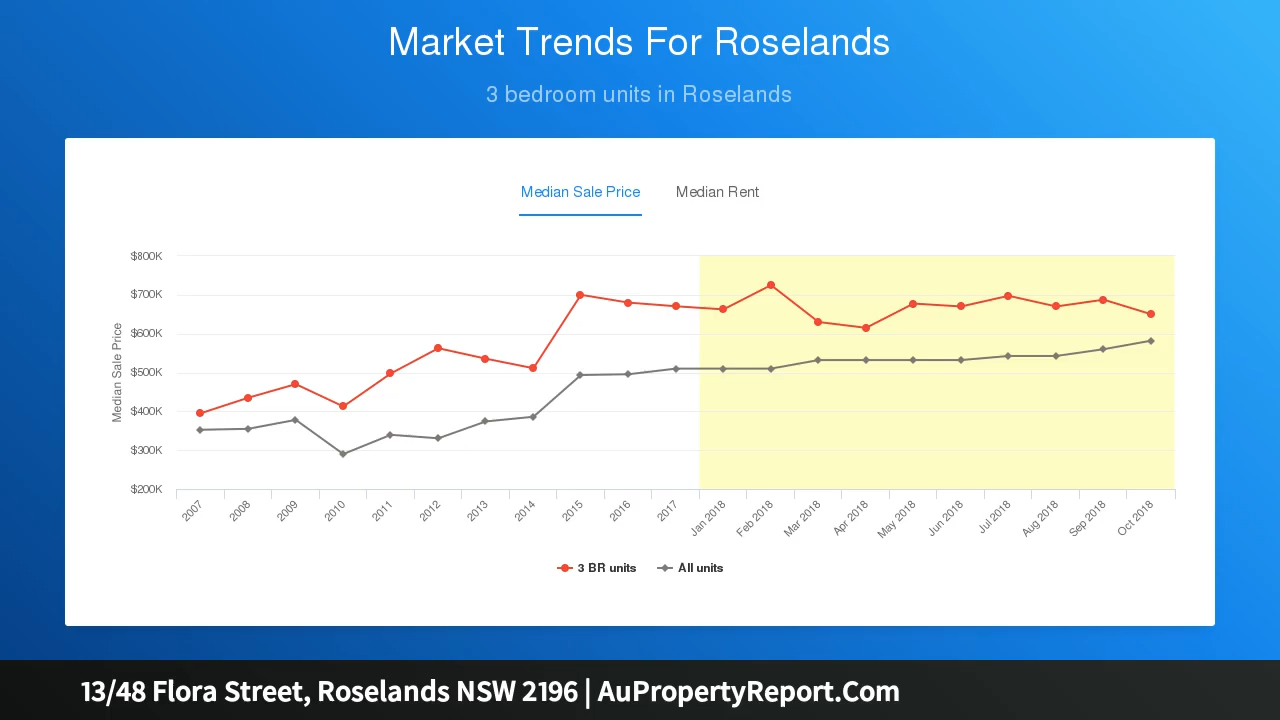 Market Trends For Roselands
3 bedroom units in Roselands
Median Sale Price Median Rent
Median Sale Price
$800K
$700K
$600K
$500K
$400K
$300K
$200K
2007 2008 2009 2010 2011 2012 2013 2014 2015 2016 2017 Jan 2018 Feb 2018 Mar 2018 Apr 2018 May 2018 Jun 2018 Jul 2018 Aug 2018 Sep 2018 Oct 2018
3 BR units All units
13/48 Flora Street, Roselands NSW 2196 | AuPropertyReport.Com